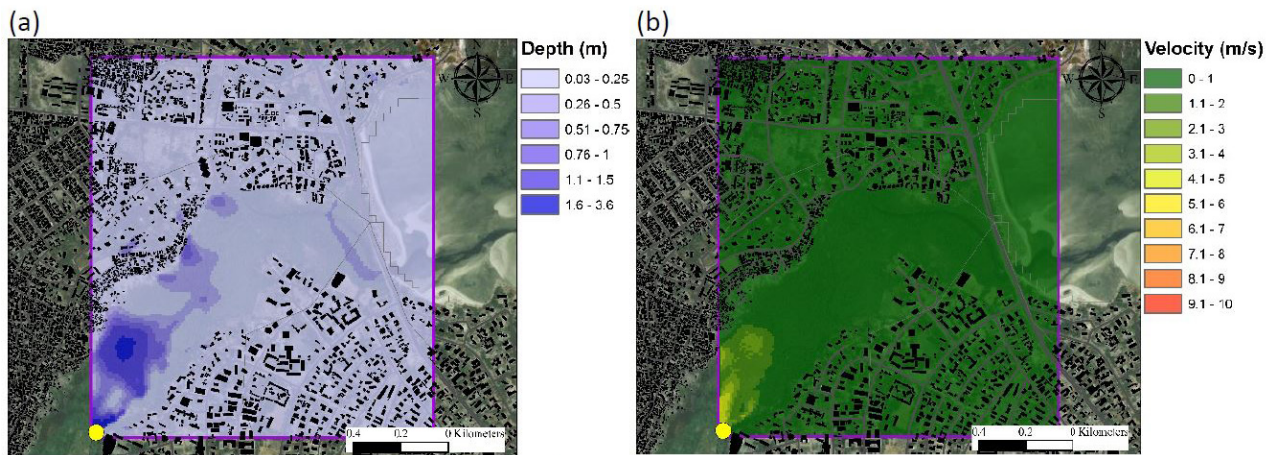 (a)
N
W E
S
Depth (m)
0.03 - 0.25
0.26 - 0.5
0.51 - 0.75
0.76 - 1
1.1 - 1.5
1.6 - 3.6
0.4 0.2 0 Kilometers
(b)
N
W E
S
Velocity (m/s)
0 - 1
1.1 - 2
2.1 - 3
3.1 - 4
4.1 - 5
5.1 - 6
6.1 - 7
7.1 - 8
8.1 - 9
9.1 - 10
0.4 0.2 0 Kilometers